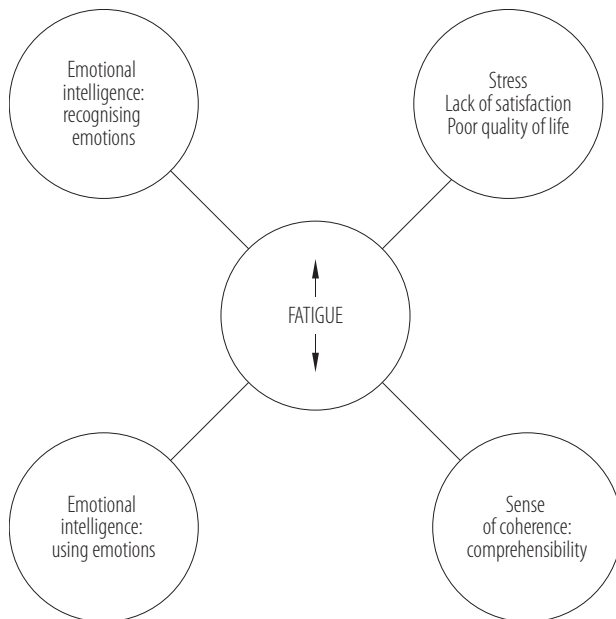 Emotional
intelligence:
recognising
emotions
Stress
Lack of satisfaction
Poor quality of life
FATIGUE
Emotional
intelligence:
using emotions
Sense
of coherence:
comprehensibility